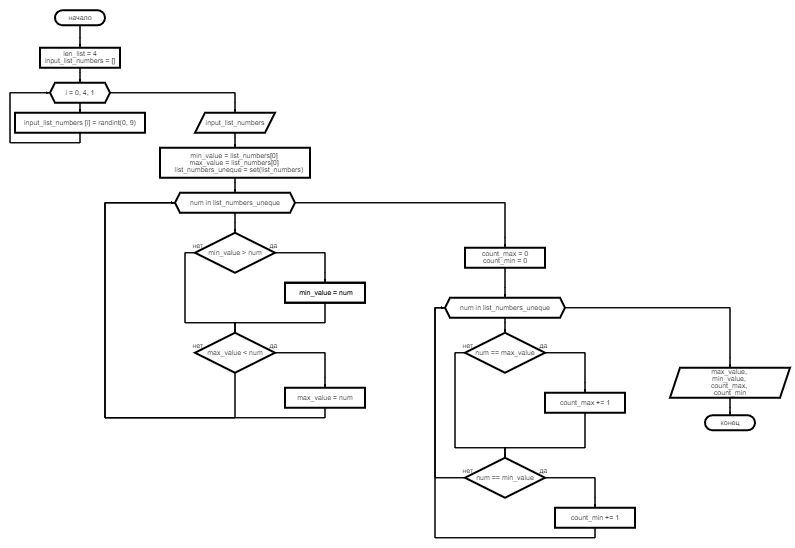 начало
len_list = 4
input_list_numbers = []
i = 0, 4, 1
input_list_numbers [i] = randint(0, 9)
input_list_numbers
min_value = list_numbers[0]
max_value = list_numbers[0]
list_numbers_uneque = set(list_numbers)
num in list_numbers_uneque
нет
да
min_value > num
min_value = num
нет
да
max_value < num
max_value = num
count_max = 0
count_min = 0
num in list_numbers_uneque
нет
да
num == max_value
count_max += 1
нет
да
num == min_value
count_min += 1
max_value,
min_value,
count_max,
count_min
конец